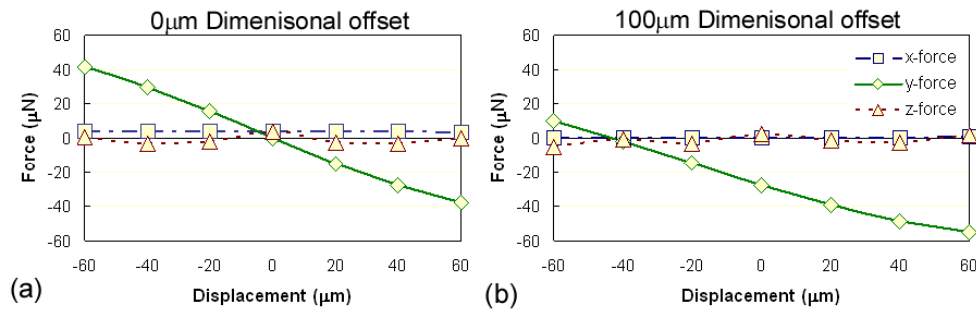 0μm Dimenisonal offset
60
40
20
0
-20
-40
-60
Force (μN)
-60 -40 -20 0 20 40 60
Displacement (μm)
(a)
100μm Dimenisonal offset
60
40
20
0
-20
-40
-60
Force (μN)
x-force
y-force
z-force
-60 -40 -20 0 20 40 60
Displacement (μm)
(b)